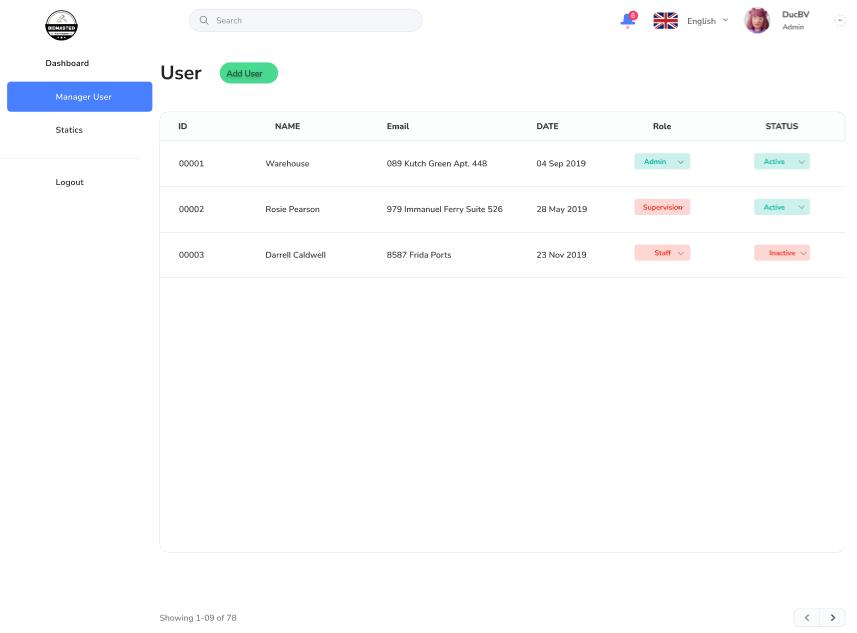 BIDMASTER
Search
6
English
DucBV
Admin
Dashboard
Manager User
Statics
Logout
User
Add User
ID NAME Email DATE Role STATUS
00001 Warehouse 089 Kutch Green Apt. 448 04 Sep 2019 Admin Active
00002 Rosie Pearson 979 Immanuel Ferry Suite 526 28 May 2019 Supervision Active
00003 Darrell Caldwell 8587 Frida Ports 23 Nov 2019 Staff Inactive
Showing 1-09 of 78